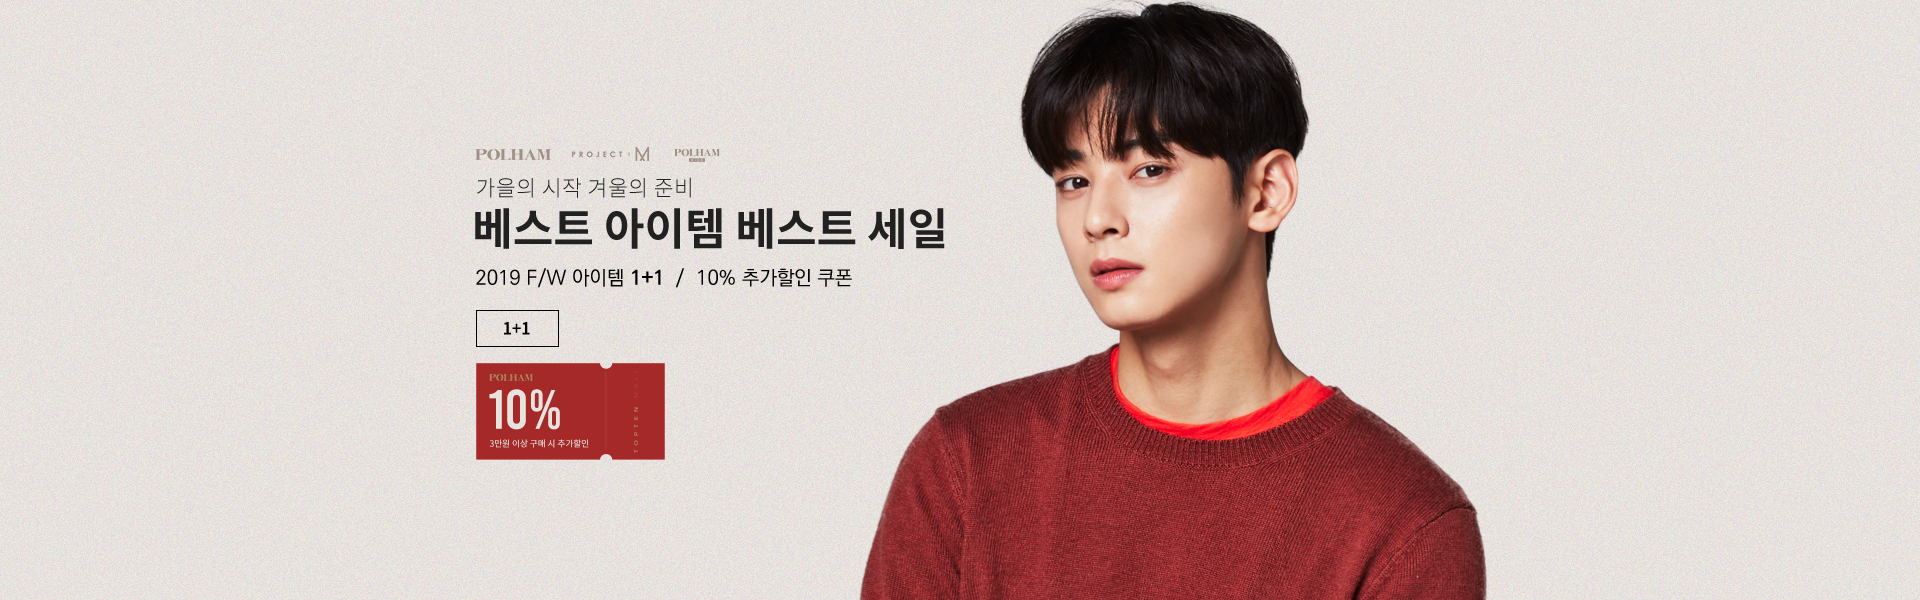 POLHAM PROJECT M POLHAM
가을의 시작 겨울의 준비
베스트 아이템 베스트 세일
2019 F/W 아이템 1+1 / 10% 추가할인 쿠폰
1+1
POLHAM
10%
3만원 이상 구매 시 추가할인
TOPTEN